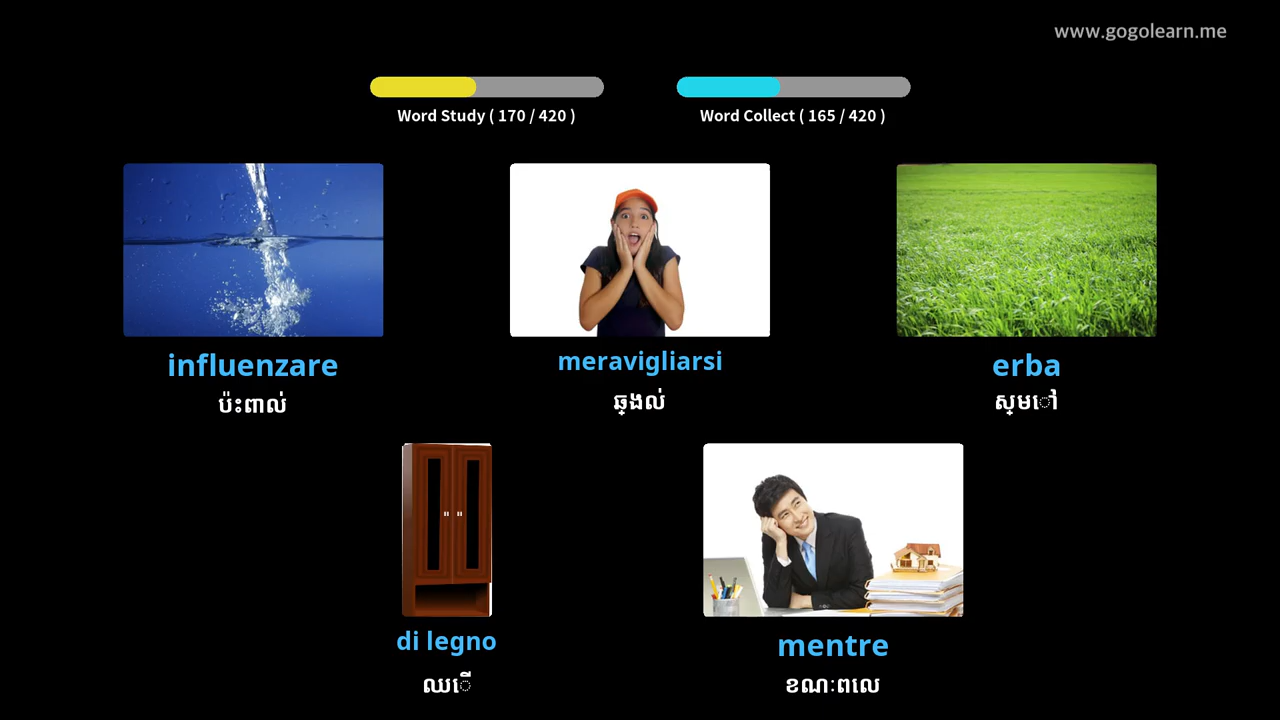 www.gogolearn.me
Word Study ( 170 / 420 )
Word Collect ( 165 / 420 )
influenzare
ប៉ះពាល់
meravigliarsi
ឆ្ងល់
erba
ស្មៅ
di legno
ឈើ
mentre
ខណៈពេល